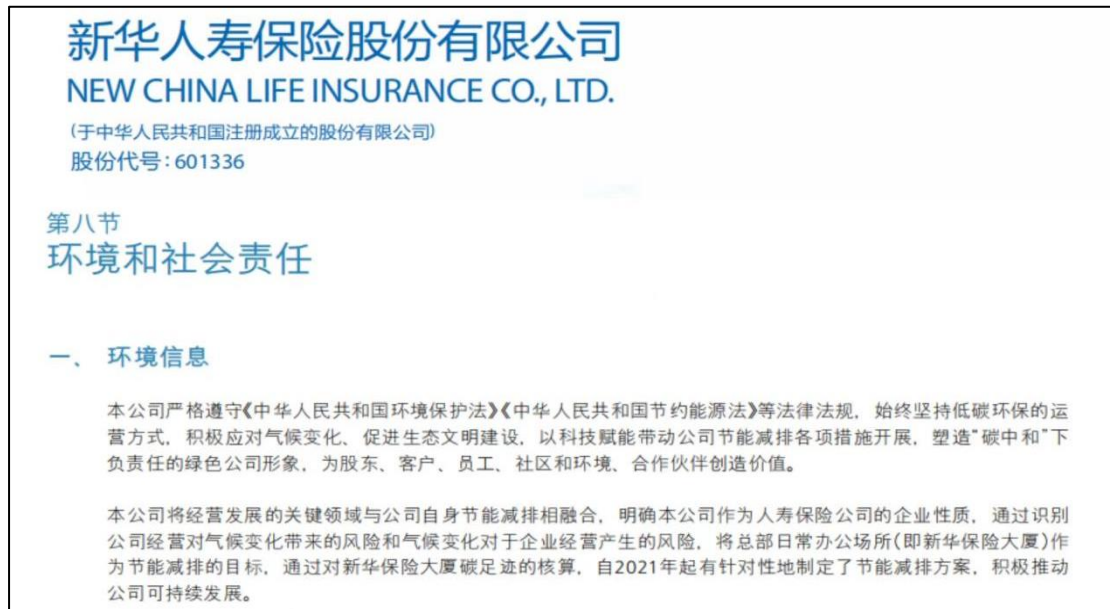 新华人寿保险股份有限公司
NEW CHINA LIFE INSURANCE CO., LTD.
(于中华人民共和国注册成立的股份有限公司)
股份代号：601336
第八节
环境和社会责任
一、 环境信息
本公司严格遵守《中华人民共和国环境保护法》《中华人民共和国节约能源法》等法律法规，始终坚持低碳环保的运
营方式，积极应对气候变化、促进生态文明建设，以科技赋能带动公司节能减排各项措施开展，塑造“碳中和”下
负责任的绿色公司形象，为股东、客户、员工、社区和环境、合作伙伴创造价值。
本公司将经营发展的关键领域与公司自身节能减排相融合，明确本公司作为人寿保险公司的企业性质，通过识别
公司经营对气候变化带来的风险和气候变化对于企业经营产生的风险，将总部日常办公场所(即新华保险大厦)作
为节能减排的目标，通过对新华保险大厦碳足迹的核算，自2021年起有针对性地制定了节能减排方案，积极推动
公司可持续发展。